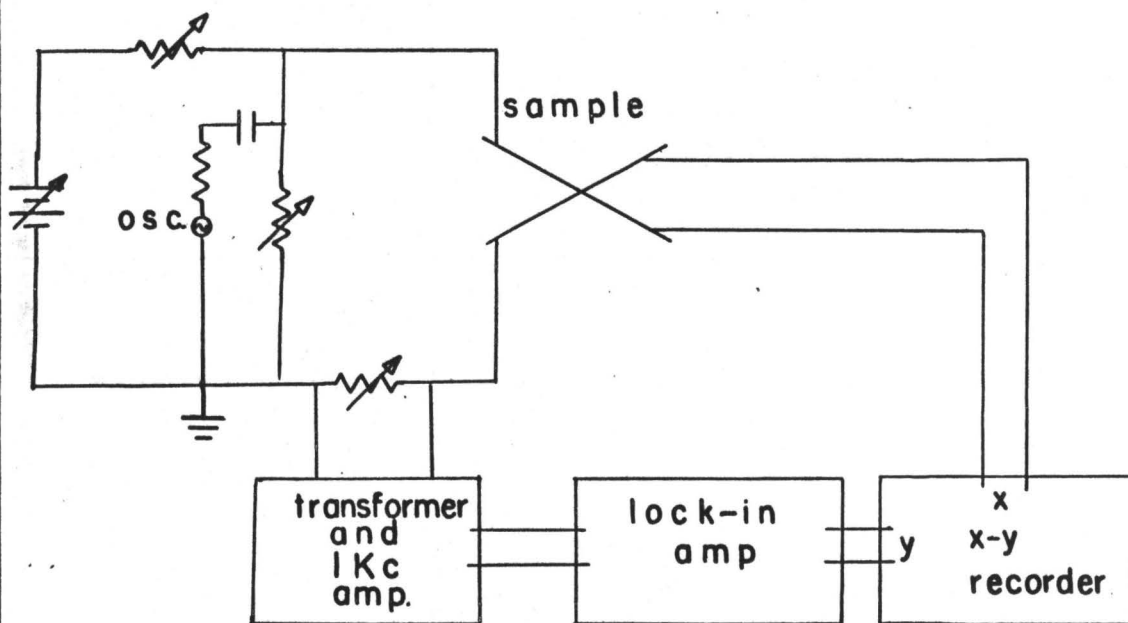 sample
osc.
transformer
and
1Kc
amp.
lock-in
amp
x
y
x-y
recorder